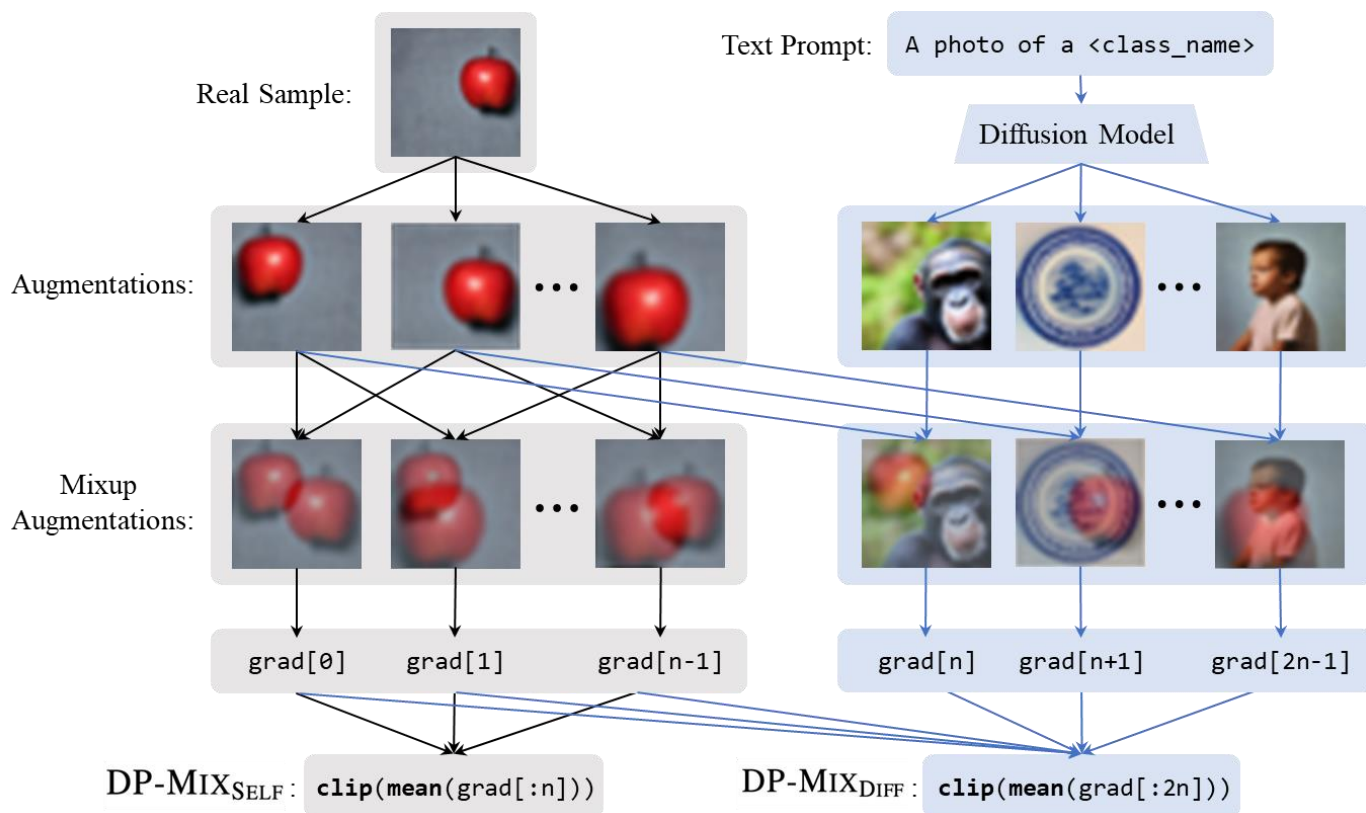 Text Prompt:
A photo of a <class_name>
Real Sample:
Diffusion Model
Augmentations:
Mixup
Augmentations:
grad[0]
grad[1]
grad[n-1]
grad[n]
grad[n+1]
grad[2n-1]
DP-MIXSELF : clip(mean(grad[:n]))
DP-MIXDIFF : clip(mean(grad[:2n]))